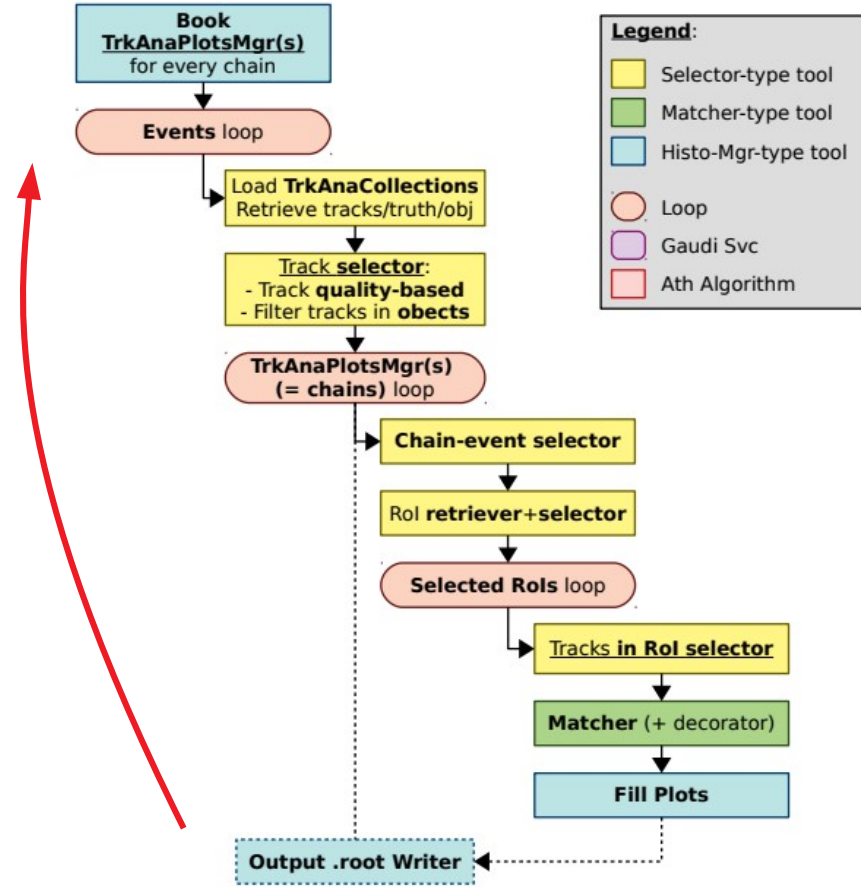 Book
TrkAnaPlotsMgr(s)
for every chain
Events loop
Load TrkAnaCollections
Retrieve tracks/truth/obj
Track selector:
- Track quality-based
- Filter tracks in obects
TrkAnaPlotsMgr(s)
(= chains) loop
Chain-event selector
RoI retriever+selector
Selected RoIs loop
Tracks in RoI selector
Matcher (+ decorator)
Fill Plots
Output .root Writer
Legend:
Selector-type tool
Matcher-type tool
Histo-Mgr-type tool
Loop
Gaudi Svc
Ath Algorithm